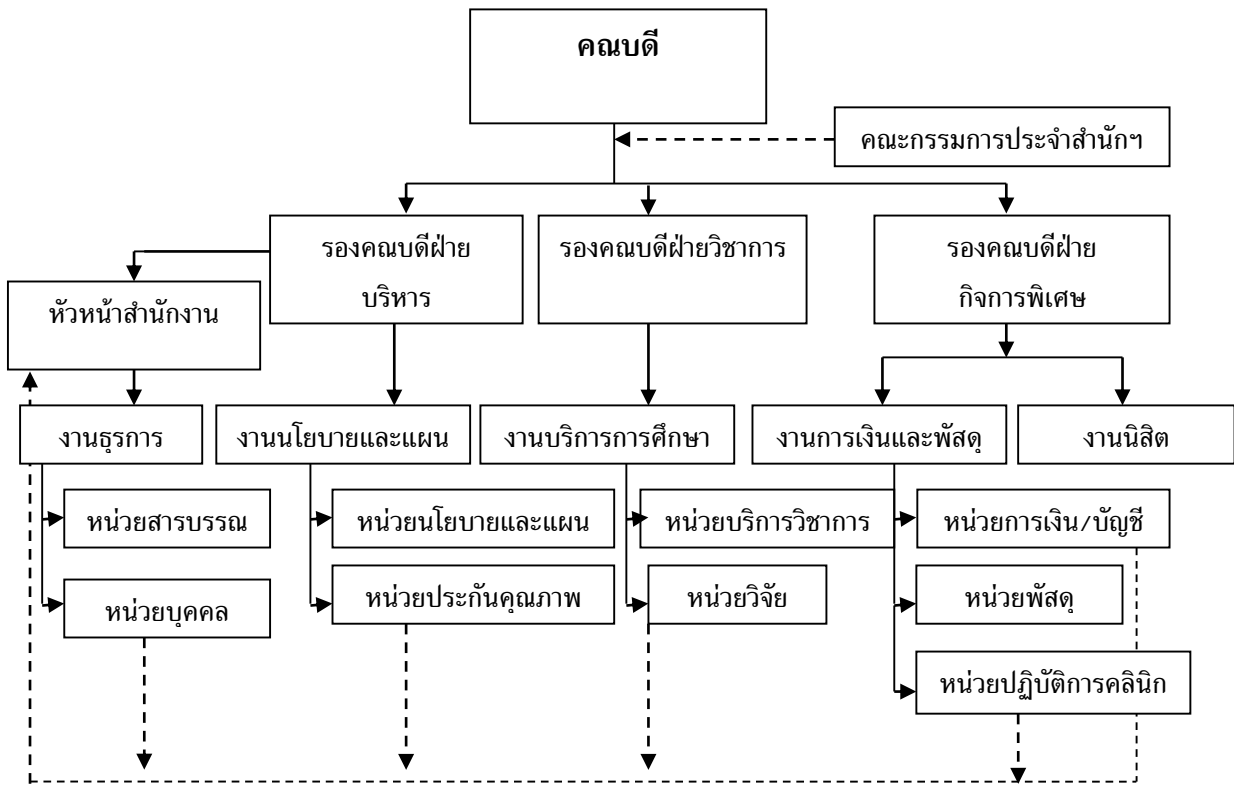 คณบดี
คณะกรรมการประจำสำนักฯ
รองคณบดีฝ่าย
บริหาร
รองคณบดีฝ่ายวิชาการ
รองคณบดีฝ่าย
กิจการพิเศษ
หัวหน้าสำนักงาน
งานธุรการ
งานนโยบายและแผน
งานบริการการศึกษา
งานการเงินและพัสดุ
งานนิสิต
หน่วยสารบรรณ
หน่วยนโยบายและแผน
หน่วยบริการวิชาการ
หน่วยการเงิน/บัญชี
หน่วยบุคคล
หน่วยประกันคุณภาพ
หน่วยวิจัย
หน่วยพัสดุ
หน่วยปฏิบัติการคลินิก